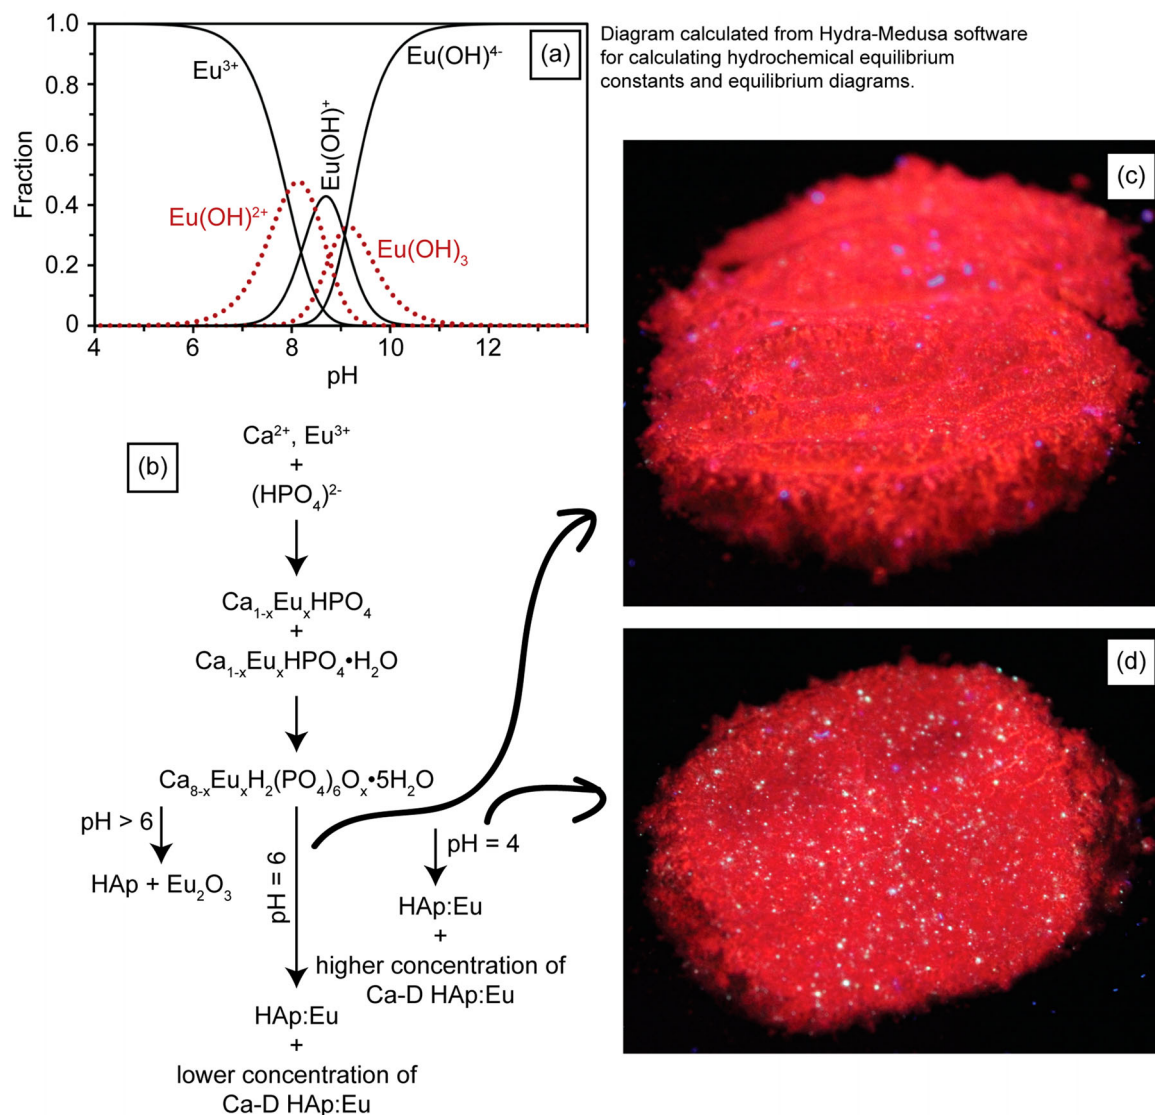 1.0
0.8
0.6
0.4
0.2
0
Fraction
4
6
8
10
12
pH
(a)
Eu³⁺
Eu(OH)⁴⁻
Eu(OH)⁺
Eu(OH)²⁺
Eu(OH)₃
Diagram calculated from Hydra-Medusa software
for calculating hydrochemical equilibrium
constants and equilibrium diagrams.
(b)
Ca²⁺, Eu³⁺
+
(HPO₄)²⁻
Ca₁₋ₓEuₓHPO₄
+
Ca₁₋ₓEuₓHPO₄•H₂O
Ca₈₋ₓEuₓH₂(PO₄)₆Oₓ•5H₂O
pH > 6
HAp + Eu₂O₃
pH = 6
HAp:Eu
+
lower concentration of
Ca-D HAp:Eu
pH = 4
HAp:Eu
+
higher concentration of
Ca-D HAp:Eu
(c)
(d)